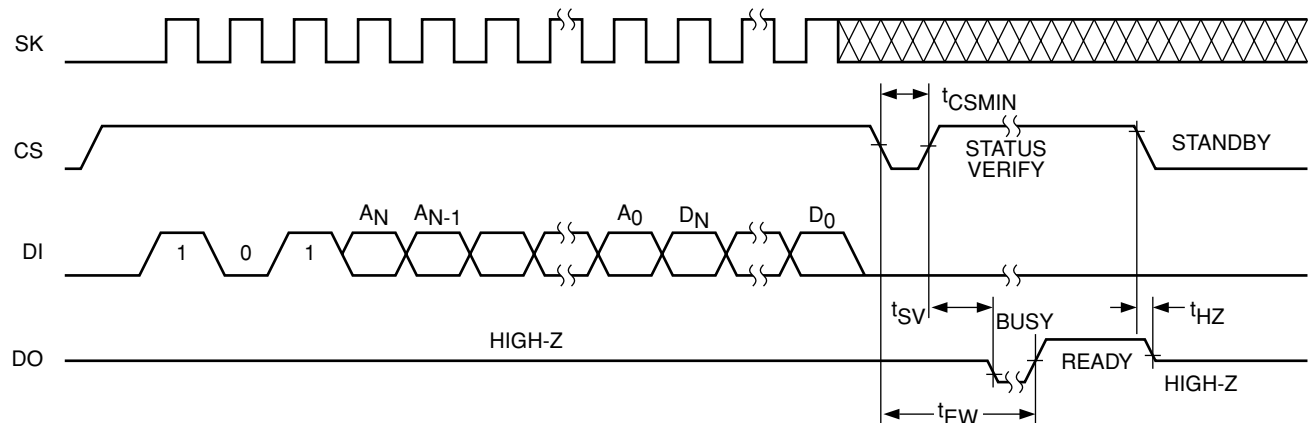 SK
tCSMIN
CS
STATUS
VERIFY
STANDBY
AN
AN-1
A0
DN
D0
DI
1
0
1
tSV
BUSY
tHZ
HIGH-Z
DO
READY
HIGH-Z
tEW